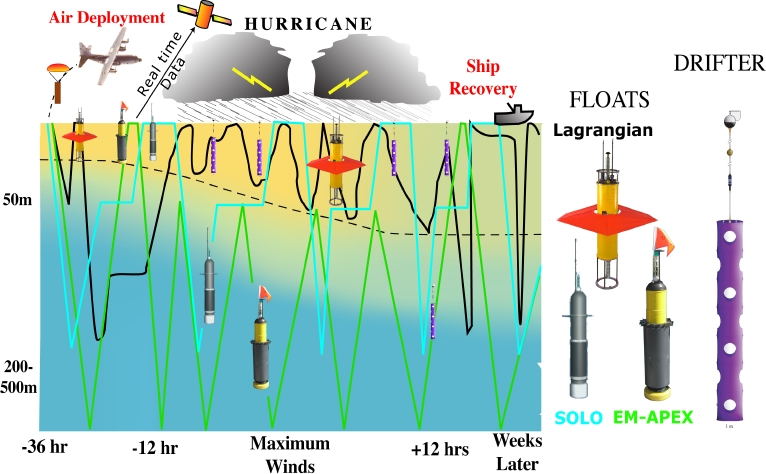 Air Deployment
HURRICANE
Real time
Data
Ship
Recovery
DRIFTER
FLOATS
Lagrangian
50m
200-
500m
SOLO
EM-APEX
1 m
-36 hr
-12 hr
Maximum
Winds
+12 hrs
Weeks
Later